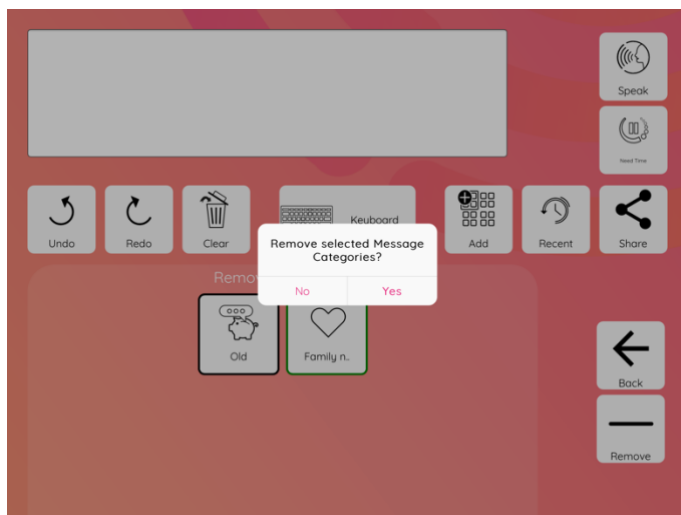 Speak
Need Time
Undo
Redo
Clear
Keyboard
Add
Recent
Share
Remove selected Message
Categories?
No
Yes
Old
Family n..
Back
Remove